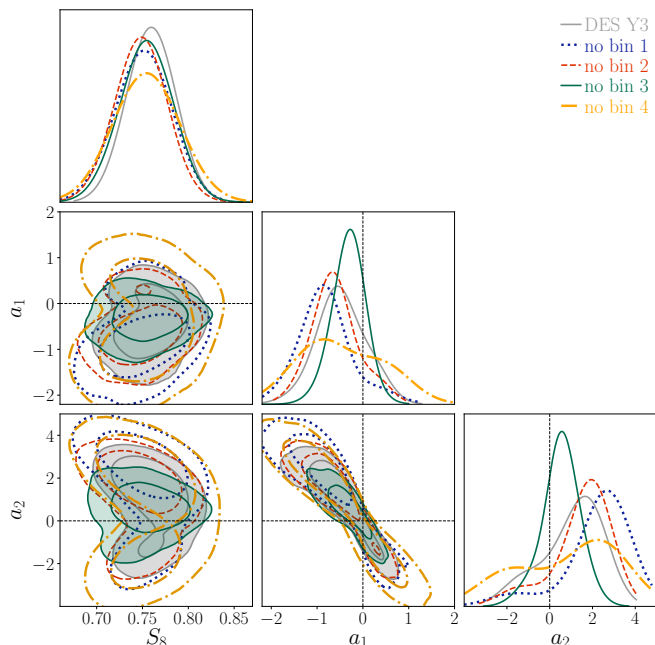 DES Y3
no bin 1
no bin 2
no bin 3
no bin 4
2
1
0
−1
−2
a₁
4
2
0
−2
a₂
0.70 0.75 0.80 0.85
S₈
−2 −1 0 1 2
a₁
−2 0 2 4
a₂